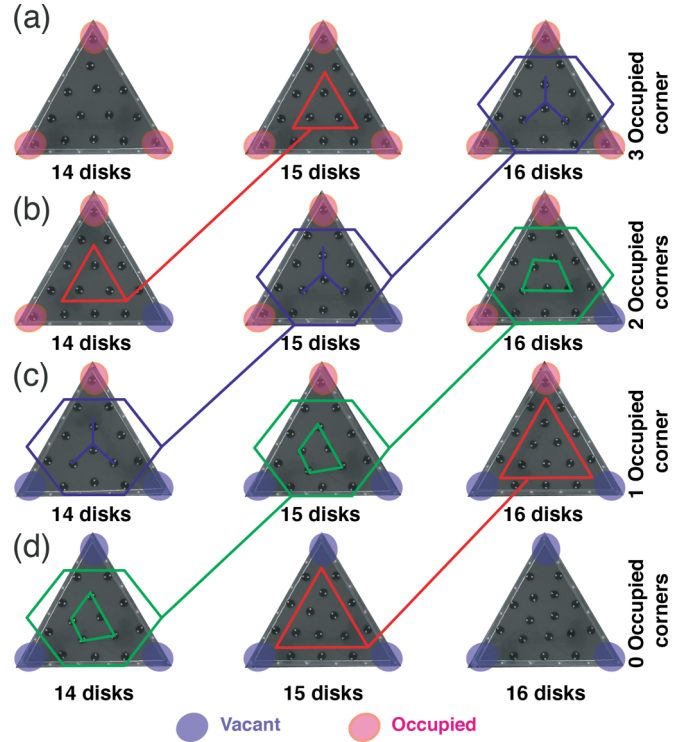 (a)
14 disks
15 disks
16 disks
3 Occupied
corner
(b)
14 disks
15 disks
16 disks
2 Occupied
corners
(c)
14 disks
15 disks
16 disks
1 Occupied
corner
(d)
14 disks
15 disks
16 disks
0 Occupied
corners
Vacant
Occupied